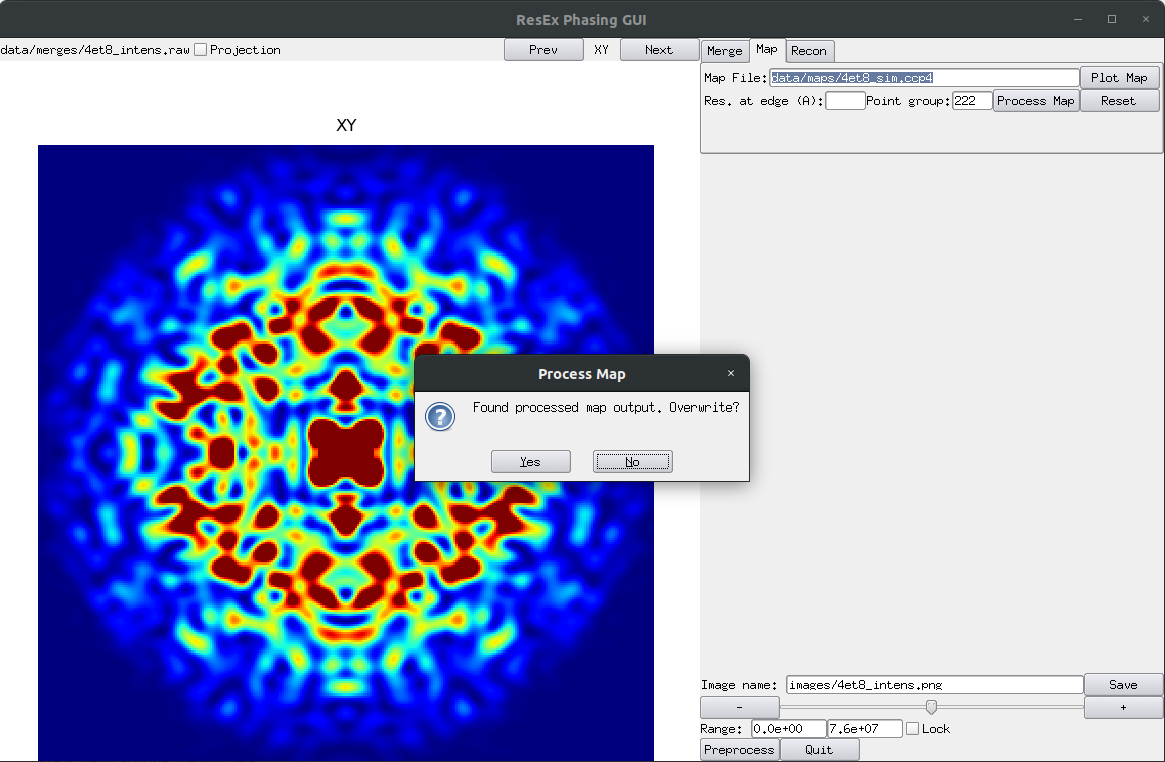 ResEx Phasing GUI
data/merges/4et8_intens.raw Projection Prev XY Next
Merge Map Recon
Map File: data/maps/4et8_sim.ccp4 Plot Map
Res. at edge (A): Point group: 222 Process Map Reset
XY
Process Map
Found processed map output. Overwrite?
Yes No
Image name: images/4et8_intens.png Save
- +
Range: 0.0e+00 7.6e+07 Lock
Preprocess Quit